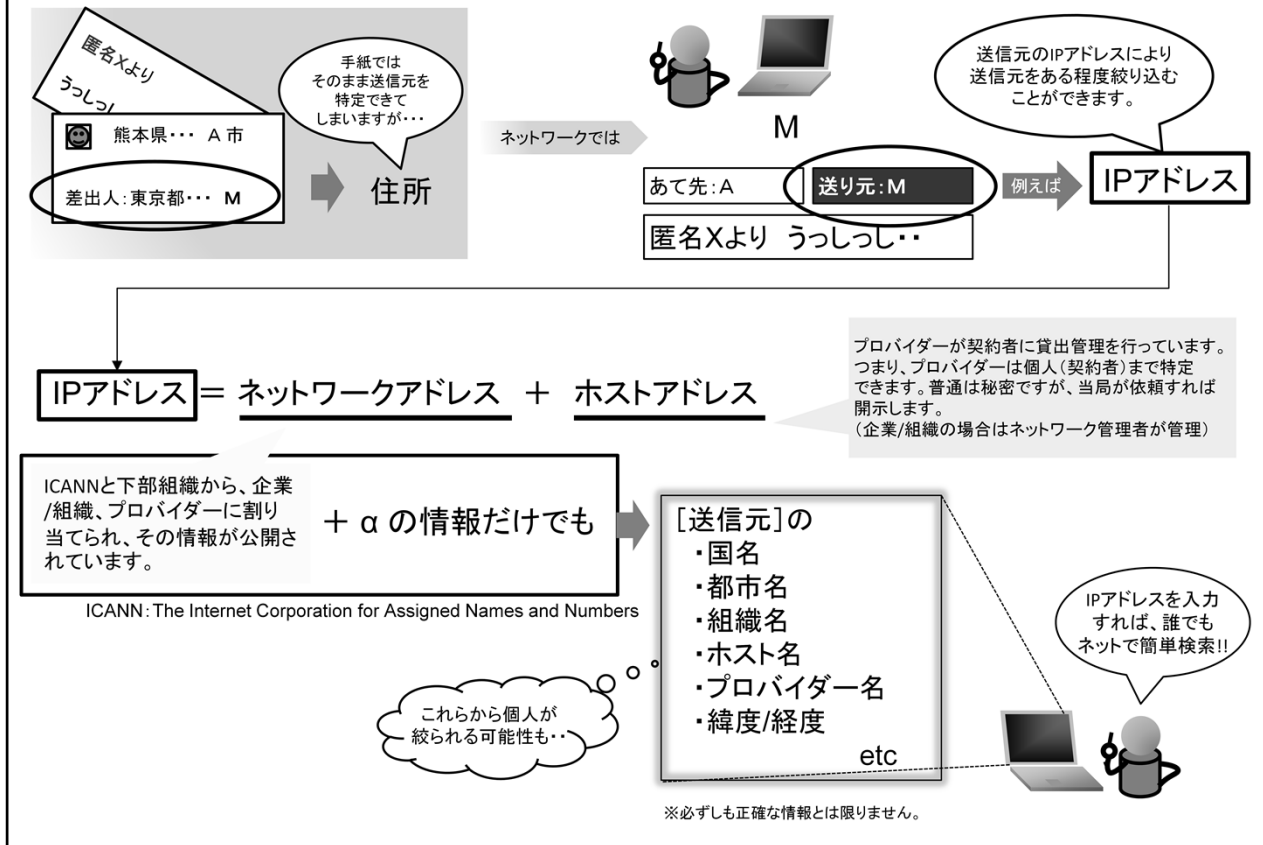 匿名Xより
うっしっし
熊本県・・・ A市
差出人：東京都・・・ M
手紙では
そのまま送信元を
特定できて
しまいますが・・・
住所
ネットワークでは
M
あて先：A
送り元：M
匿名Xより うっしっし・・
例えば
送信元のIPアドレスにより
送信元をある程度絞り込む
ことができます。
IPアドレス
IPアドレス＝ネットワークアドレス ＋ ホストアドレス
プロバイダーが契約者に貸出管理を行っています。
つまり、プロバイダーは個人（契約者）まで特定
できます。普通は秘密ですが、当局が依頼すれば
開示します。
（企業/組織の場合はネットワーク管理者が管理）
ICANNと下部組織から、企業
/組織、プロバイダーに割り
当てられ、その情報が公開さ
れています。
＋αの情報だけでも
ICANN：The Internet Corporation for Assigned Names and Numbers
［送信元］の
・国名
・都市名
・組織名
・ホスト名
・プロバイダー名
・緯度/経度
etc
これらから個人が
絞られる可能性も・・
IPアドレスを入力
すれば、誰でも
ネットで簡単検索!!
※必ずしも正確な情報とは限りません。